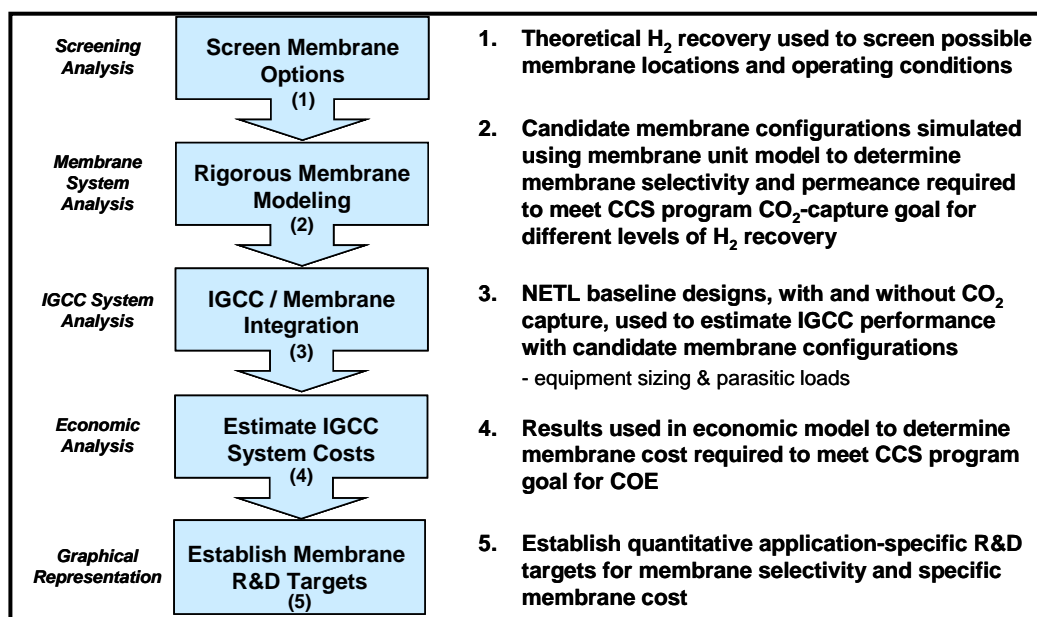 Screening
Analysis
Screen Membrane
Options
(1)
1. Theoretical H₂ recovery used to screen possible
membrane locations and operating conditions
Membrane
System
Analysis
Rigorous Membrane
Modeling
(2)
2. Candidate membrane configurations simulated
using membrane unit model to determine
membrane selectivity and permeance required
to meet CCS program CO₂-capture goal for
different levels of H₂ recovery
IGCC System
Analysis
IGCC / Membrane
Integration
(3)
3. NETL baseline designs, with and without CO₂
capture, used to estimate IGCC performance
with candidate membrane configurations
- equipment sizing & parasitic loads
Economic
Analysis
Estimate IGCC
System Costs
(4)
4. Results used in economic model to determine
membrane cost required to meet CCS program
goal for COE
Graphical
Representation
Establish Membrane
R&D Targets
(5)
5. Establish quantitative application-specific R&D
targets for membrane selectivity and specific
membrane cost